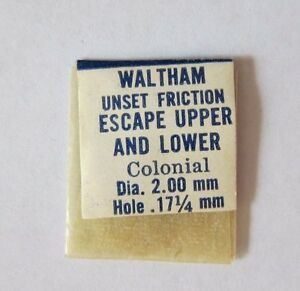 WALTHAM
UNSET FRICTION
ESCAPE UPPER
AND LOWER
Colonial
Dia. 2.00 mm
Hole .17¼ mm